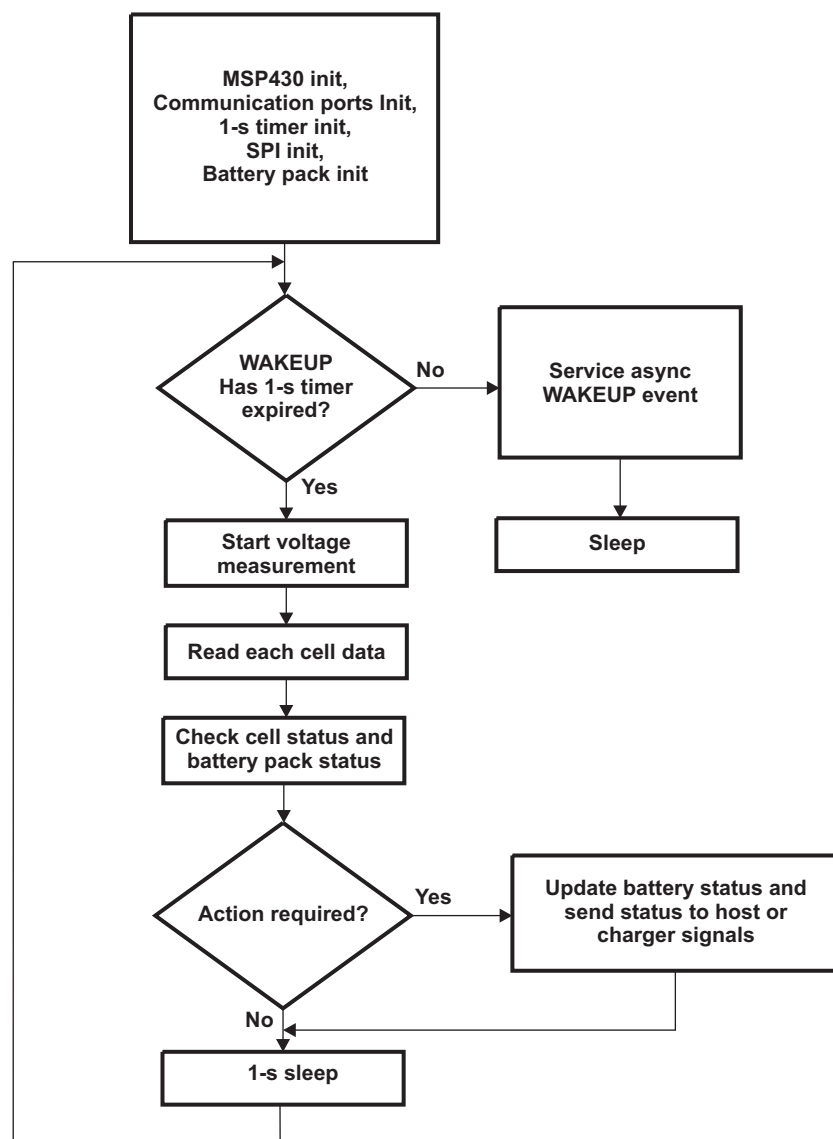 MSP430 init,
Communication ports Init,
1-s timer init,
SPI init,
Battery pack init
WAKEUP
Has 1-s timer
expired?
No
Service async
WAKEUP event
Yes
Start voltage
measurement
Sleep
Read each cell data
Check cell status and
battery pack status
Action required?
Yes
Update battery status and
send status to host or
charger signals
No
1-s sleep